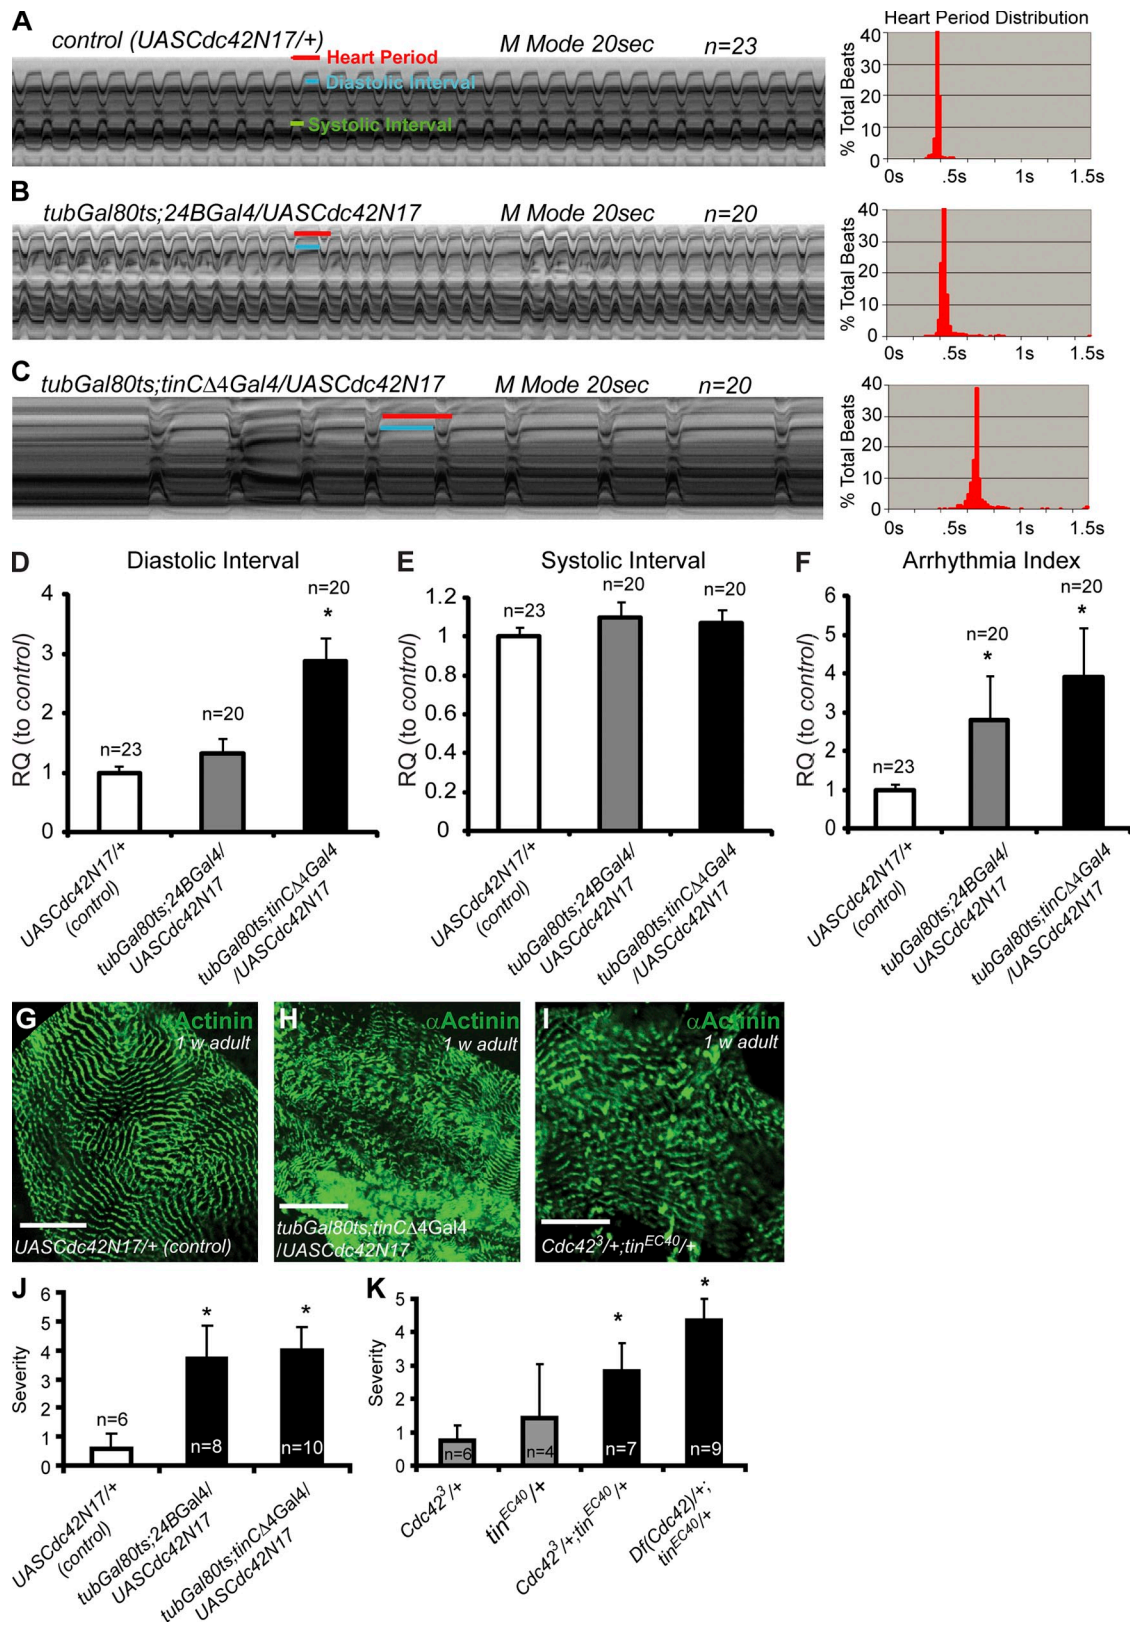 A
control (UASCdc42N17/+)
M Mode 20sec
n=23
Heart Period
Diastolic Interval
Systolic Interval
Heart Period Distribution
% Total Beats
40
30
20
10
0
0s
.5s
1s
1.5s
B
tubGal80ts;24BGal4/UASCdc42N17
M Mode 20sec
n=20
% Total Beats
40
30
20
10
0
0s
.5s
1s
1.5s
C
tubGal80ts;tinCΔ4Gal4/UASCdc42N17
M Mode 20sec
n=20
% Total Beats
40
30
20
10
0
0s
.5s
1s
1.5s
D
Diastolic Interval
RQ (to control)
4
3
2
1
0
n=23
n=20
n=20
*
UASCdc42N17/+
(control)
tubGal80ts;24BGal4/
UASCdc42N17
tubGal80ts;tinCΔ4Gal4
/UASCdc42N17
E
Systolic Interval
RQ (to control)
1.2
1
0.8
0.6
0.4
0.2
0
n=23
n=20
n=20
UASCdc42N17/+
(control)
tubGal80ts;24BGal4/
UASCdc42N17
tubGal80ts;tinCΔ4Gal4
/UASCdc42N17
F
Arrhythmia Index
RQ (to control)
6
5
4
3
2
1
0
n=23
n=20
*
n=20
*
UASCdc42N17/+
(control)
tubGal80ts;24BGal4/
UASCdc42N17
tubGal80ts;tinCΔ4Gal4
/UASCdc42N17
G
Actinin
1 w adult
UASCdc42N17/+ (control)
H
αActinin
1 w adult
tubGal80ts;tinCΔ4Gal4
/UASCdc42N17
I
αActinin
1 w adult
Cdc42³/+;tinᴱᶜ⁴⁰/+
J
Severity
6
5
4
3
2
1
0
n=6
*
n=8
*
n=10
UASCdc42N17/+
(control)
tubGal80ts;24BGal4/
UASCdc42N17
tubGal80ts;tinCΔ4Gal4/
UASCdc42N17
K
Severity
5
4
3
2
1
0
n=6
n=4
*
n=7
*
n=9
Cdc42³/+
tinᴱᶜ⁴⁰/+
Cdc42³/+;tinᴱᶜ⁴⁰/+
Df(Cdc42)/+;
tinᴱᶜ⁴⁰/+